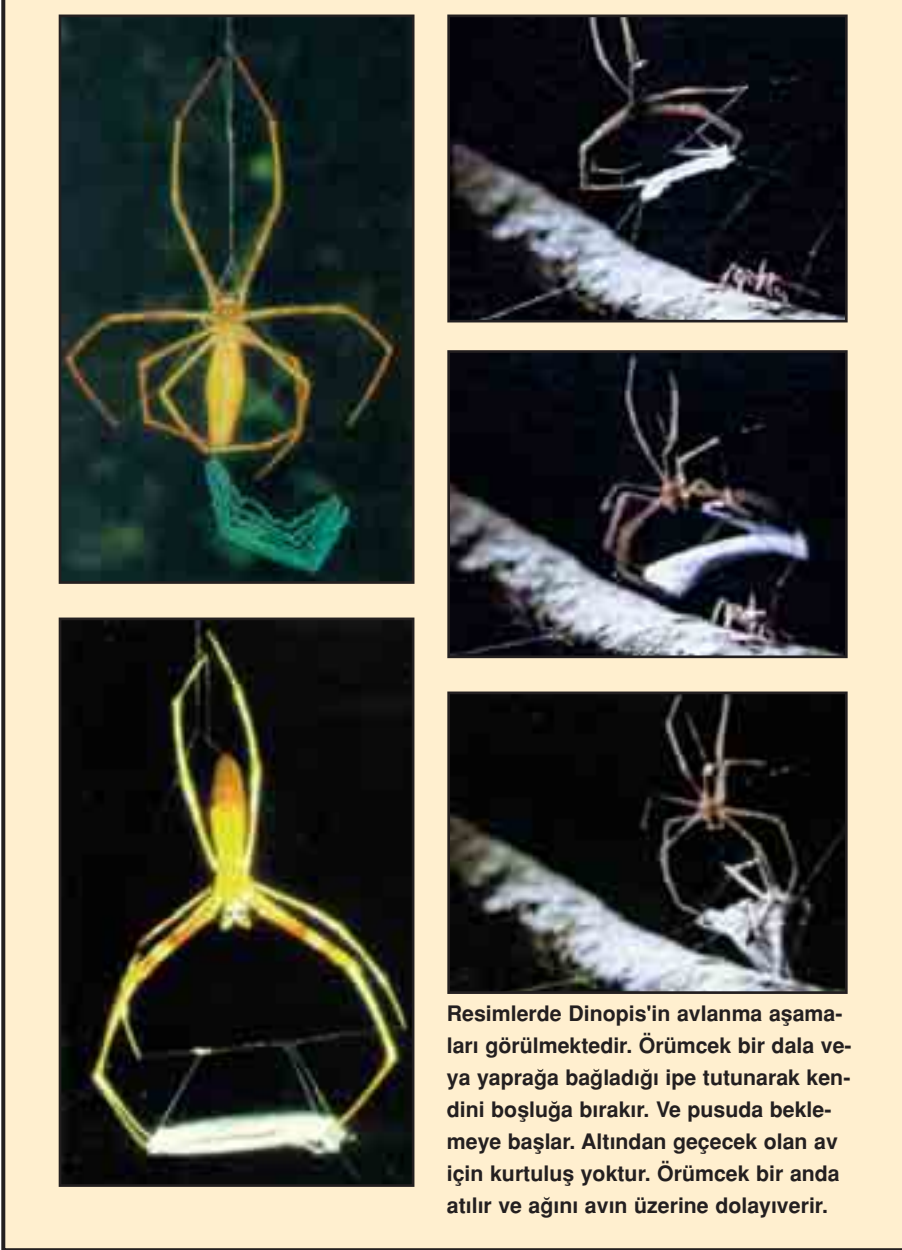 Resimlerde Dinopis'in avlanma aşama-
ları görülmektedir. Örümcek bir dala ve-
ya yaprağa bağladığı ipe tutunarak ken-
dini boşluğa bırakır. Ve pusuda bekle-
meye başlar. Altından geçecek olan av
için kurtuluş yoktur. Örümcek bir anda
atılır ve ağını avın üzerine dolayıverir.